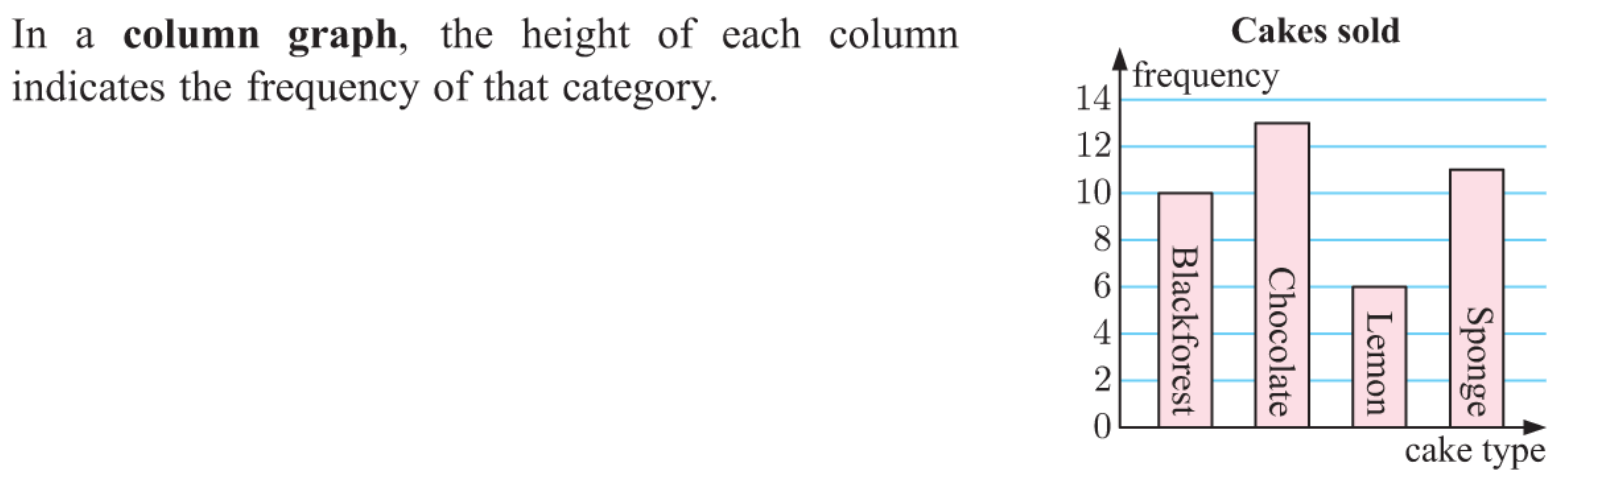 In a column graph, the height of each column
indicates the frequency of that category.
Cakes sold
frequency
14
12
10
8
6
4
2
0
Blackforest
Chocolate
Lemon
Sponge
cake type